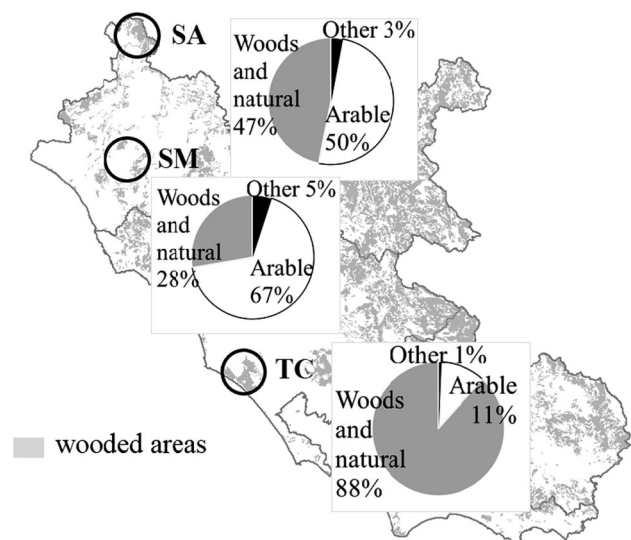 SA
Other 3%
Woods
and
natural
47%
Arable
50%
SM
Other 5%
Woods
and
natural
28%
Arable
67%
TC
Other 1%
Arable
11%
Woods
and
natural
88%
wooded areas